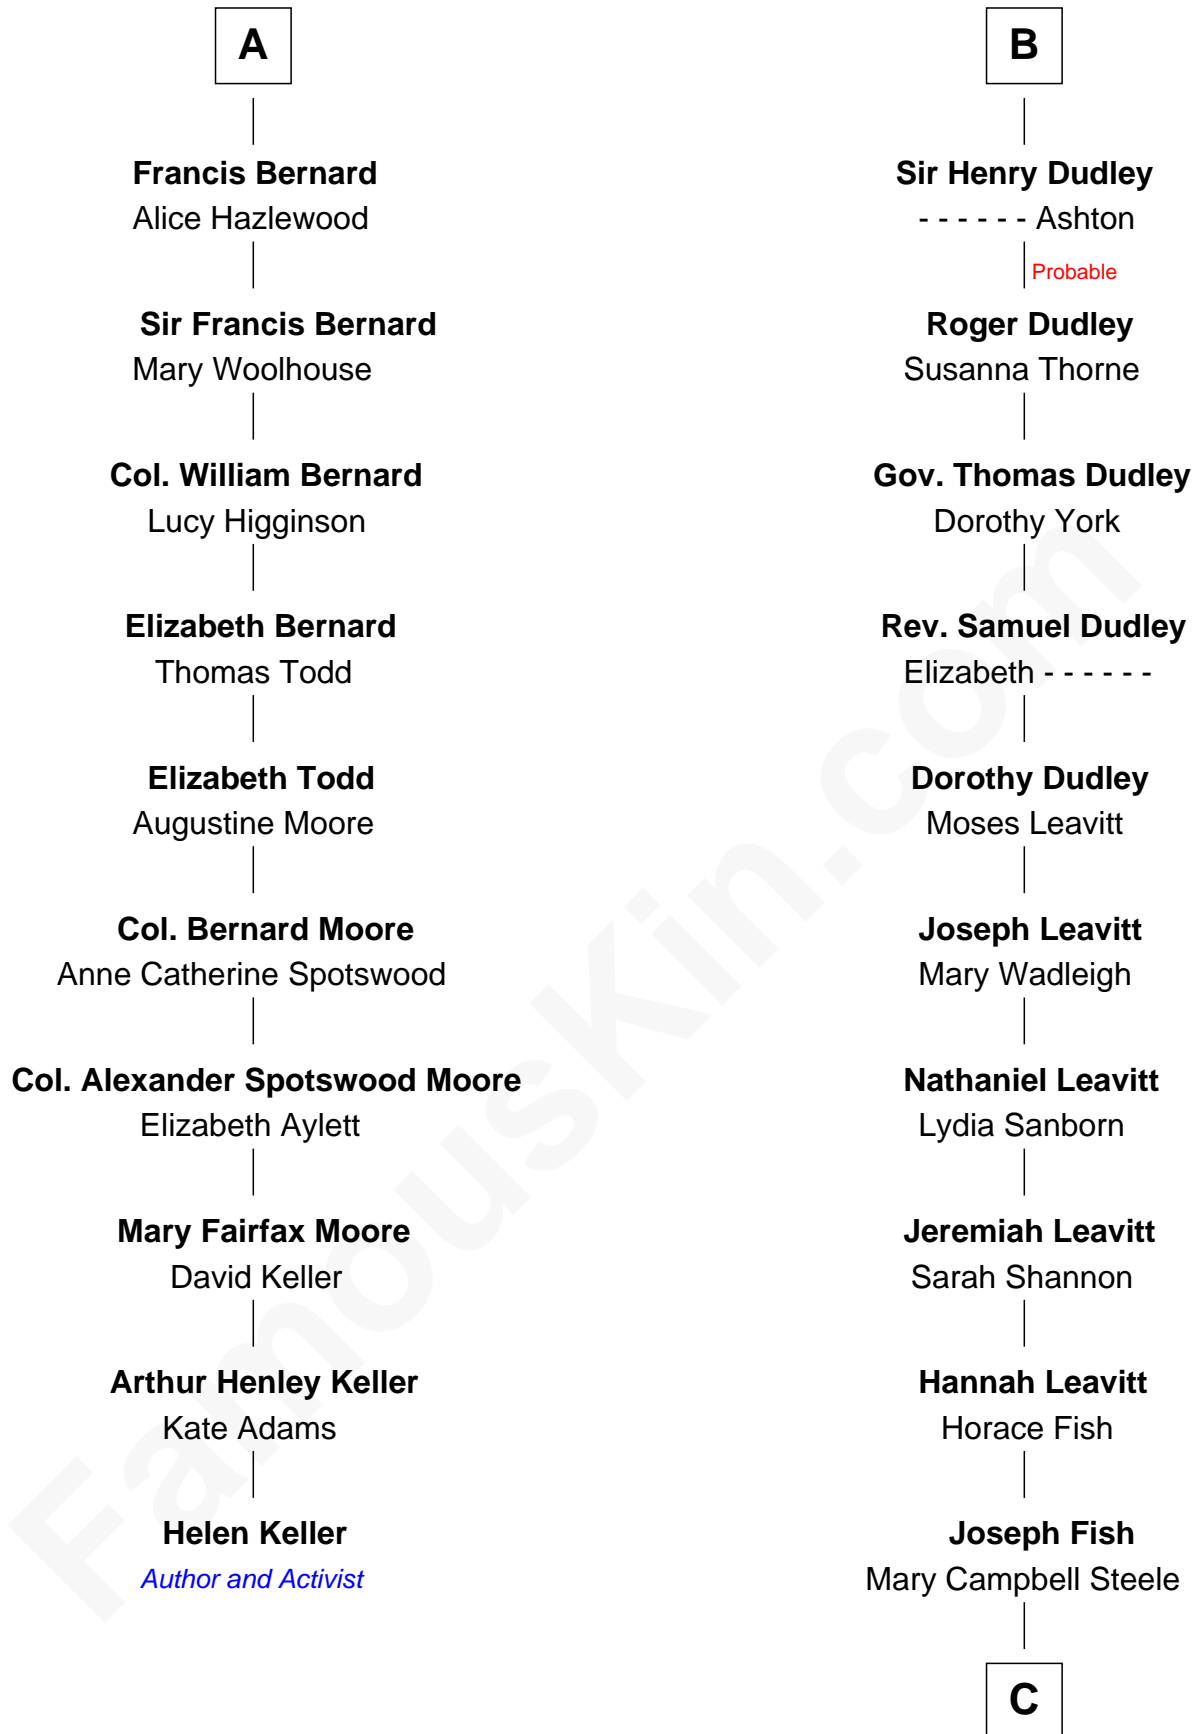 A
Francis Bernard
Alice Hazlewood
Sir Francis Bernard
Mary Woolhouse
Col. William Bernard
Lucy Higginson
Elizabeth Bernard
Thomas Todd
Elizabeth Todd
Augustine Moore
Col. Bernard Moore
Anne Catherine Spotswood
Col. Alexander Spotswood Moore
Elizabeth Aylett
Mary Fairfax Moore
David Keller
Arthur Henley Keller
Kate Adams
Helen Keller
Author and Activist
B
Sir Henry Dudley
- - - - - - Ashton
Probable
Roger Dudley
Susanna Thorne
Gov. Thomas Dudley
Dorothy York
Rev. Samuel Dudley
Elizabeth - - - - - -
Dorothy Dudley
Moses Leavitt
Joseph Leavitt
Mary Wadleigh
Nathaniel Leavitt
Lydia Sanborn
Jeremiah Leavitt
Sarah Shannon
Hannah Leavitt
Horace Fish
Joseph Fish
Mary Campbell Steele
C
FamousKin.com